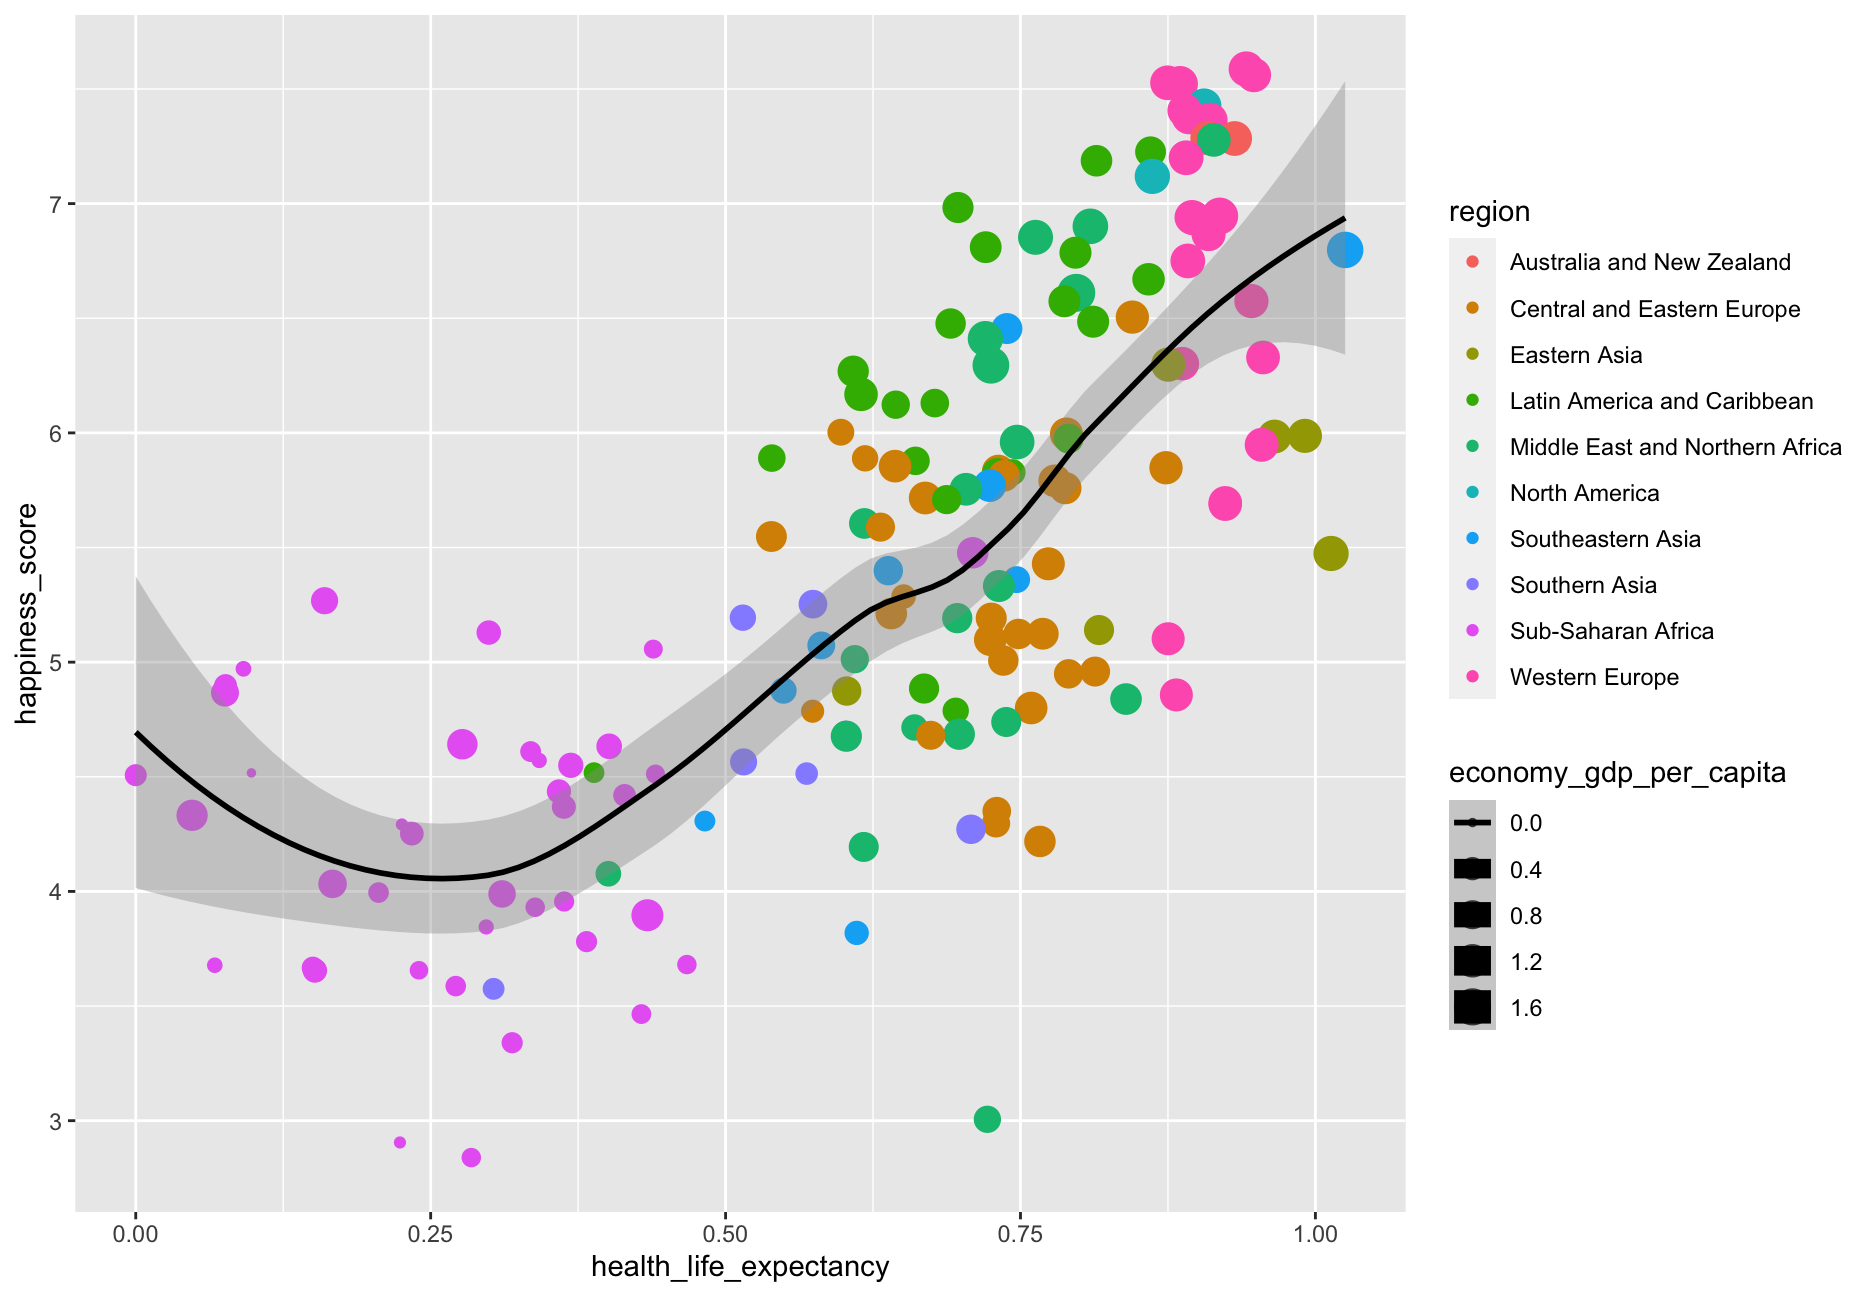 7
6
5
4
3
happiness_score
0.00
0.25
0.50
0.75
1.00
health_life_expectancy
region
Australia and New Zealand
Central and Eastern Europe
Eastern Asia
Latin America and Caribbean
Middle East and Northern Africa
North America
Southeastern Asia
Southern Asia
Sub-Saharan Africa
Western Europe
economy_gdp_per_capita
0.0
0.4
0.8
1.2
1.6